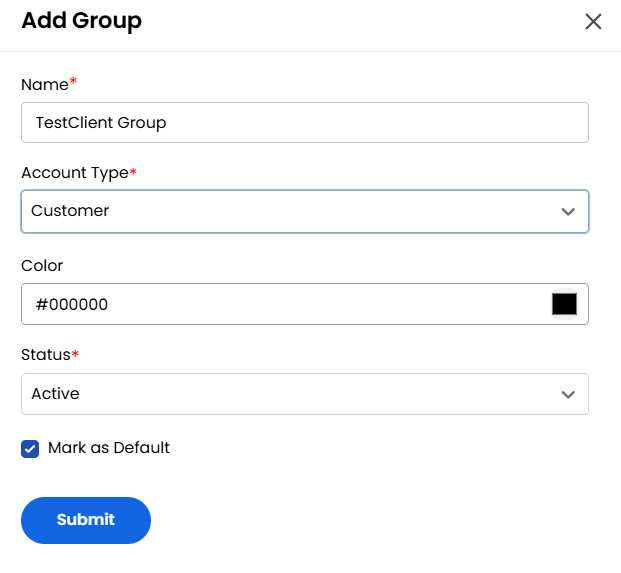 Add Group
Name*
TestClient Group
Account Type*
Customer
Color
#000000
Status*
Active
Mark as Default
Submit